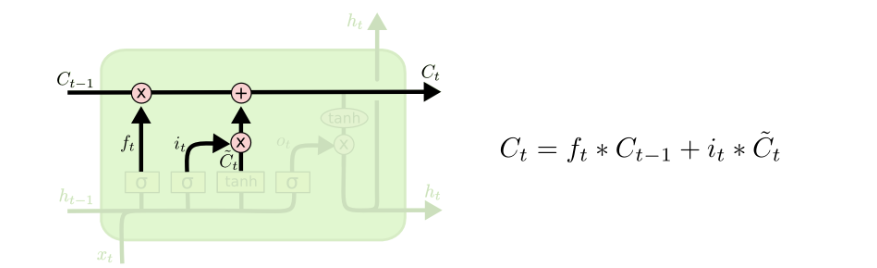 h_t
C_{t-1}
x
+
C_t
tanh
f_t
i_t
x
C̃_t
o_t
x
C_t = f_t * C_{t-1} + i_t * C̃_t
σ
σ
tanh
σ
h_{t-1}
h_t
x_t